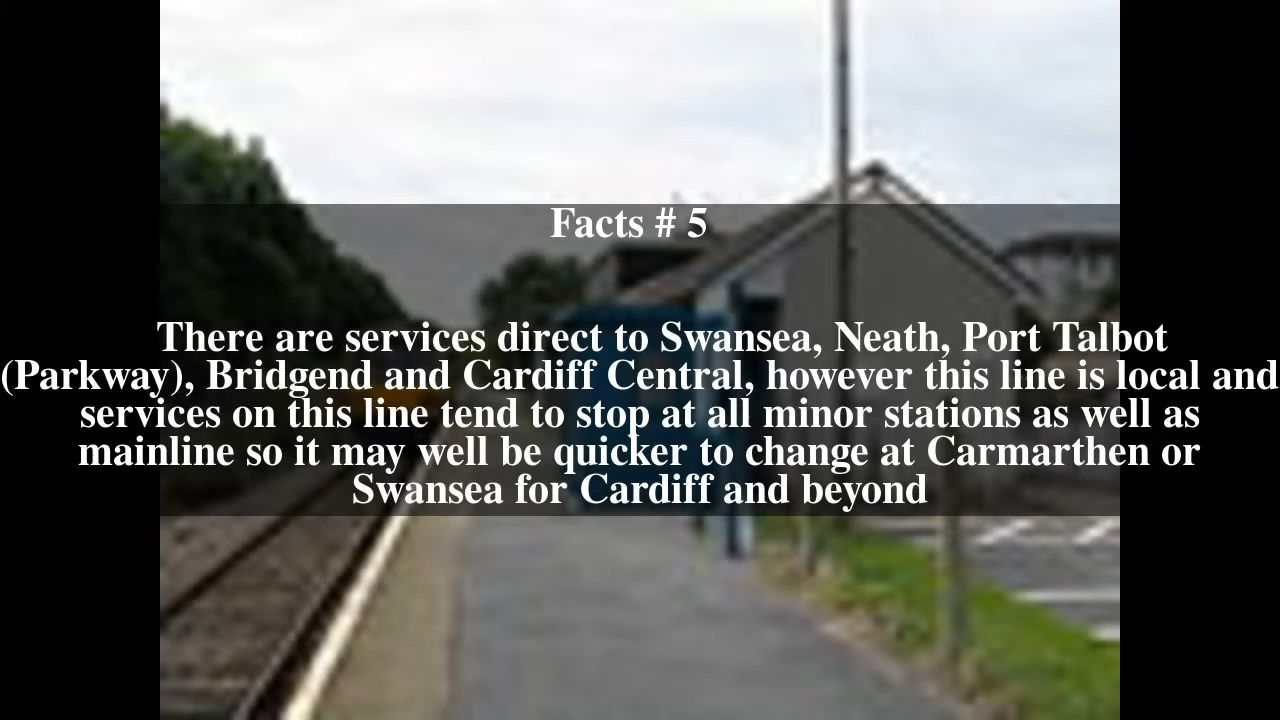 Facts # 5
There are services direct to Swansea, Neath, Port Talbot
(Parkway), Bridgend and Cardiff Central, however this line is local and
services on this line tend to stop at all minor stations as well as
mainline so it may well be quicker to change at Carmarthen or
Swansea for Cardiff and beyond